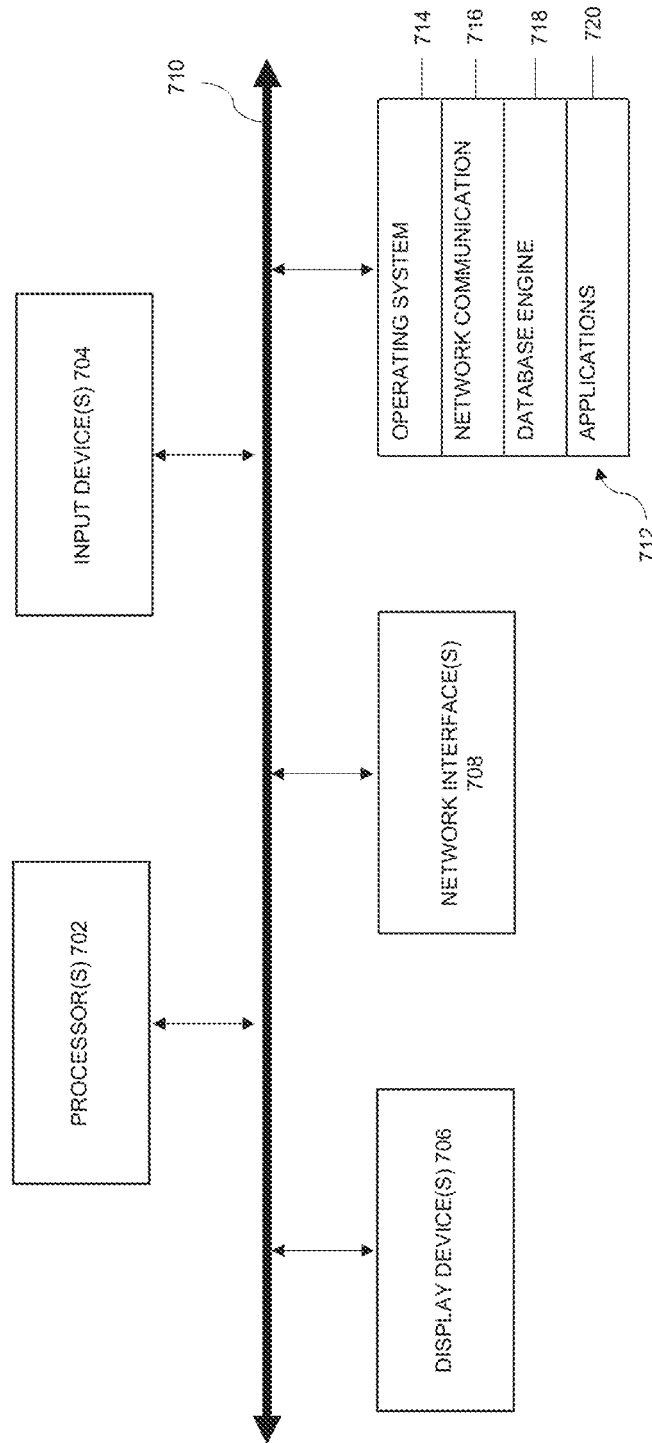 PROCESSOR(S) 702
INPUT DEVICE(S) 704
710
DISPLAY DEVICE(S) 706
NETWORK INTERFACE(S)
708
OPERATING SYSTEM
714
NETWORK COMMUNICATION
716
DATABASE ENGINE
718
APPLICATIONS
720
712